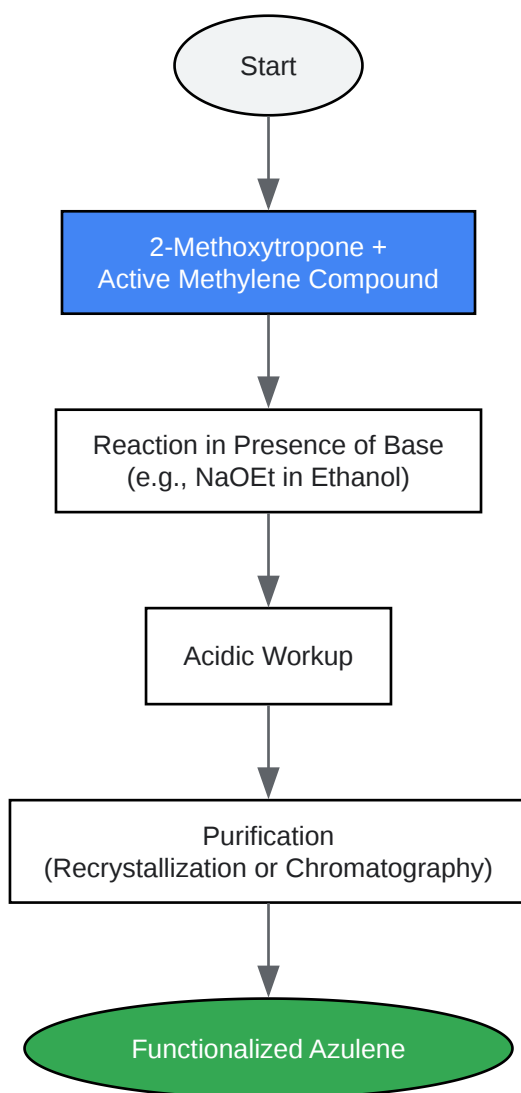 Start
2-Methoxytropone +
Active Methylene Compound
Reaction in Presence of Base
(e.g., NaOEt in Ethanol)
Acidic Workup
Purification
(Recrystallization or Chromatography)
Functionalized Azulene